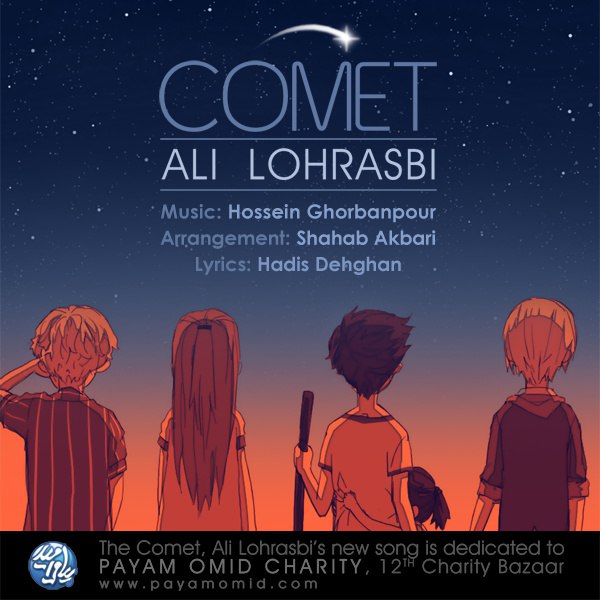 COMET
ALI LOHRASBI
Music: Hossein Ghorbanpour
Arrangement: Shahab Akbari
Lyrics: Hadis Dehghan
The Comet, Ali Lohrasbi's new song is dedicated to
PAYAM OMID CHARITY, 12TH Charity Bazaar
www.payamomid.com